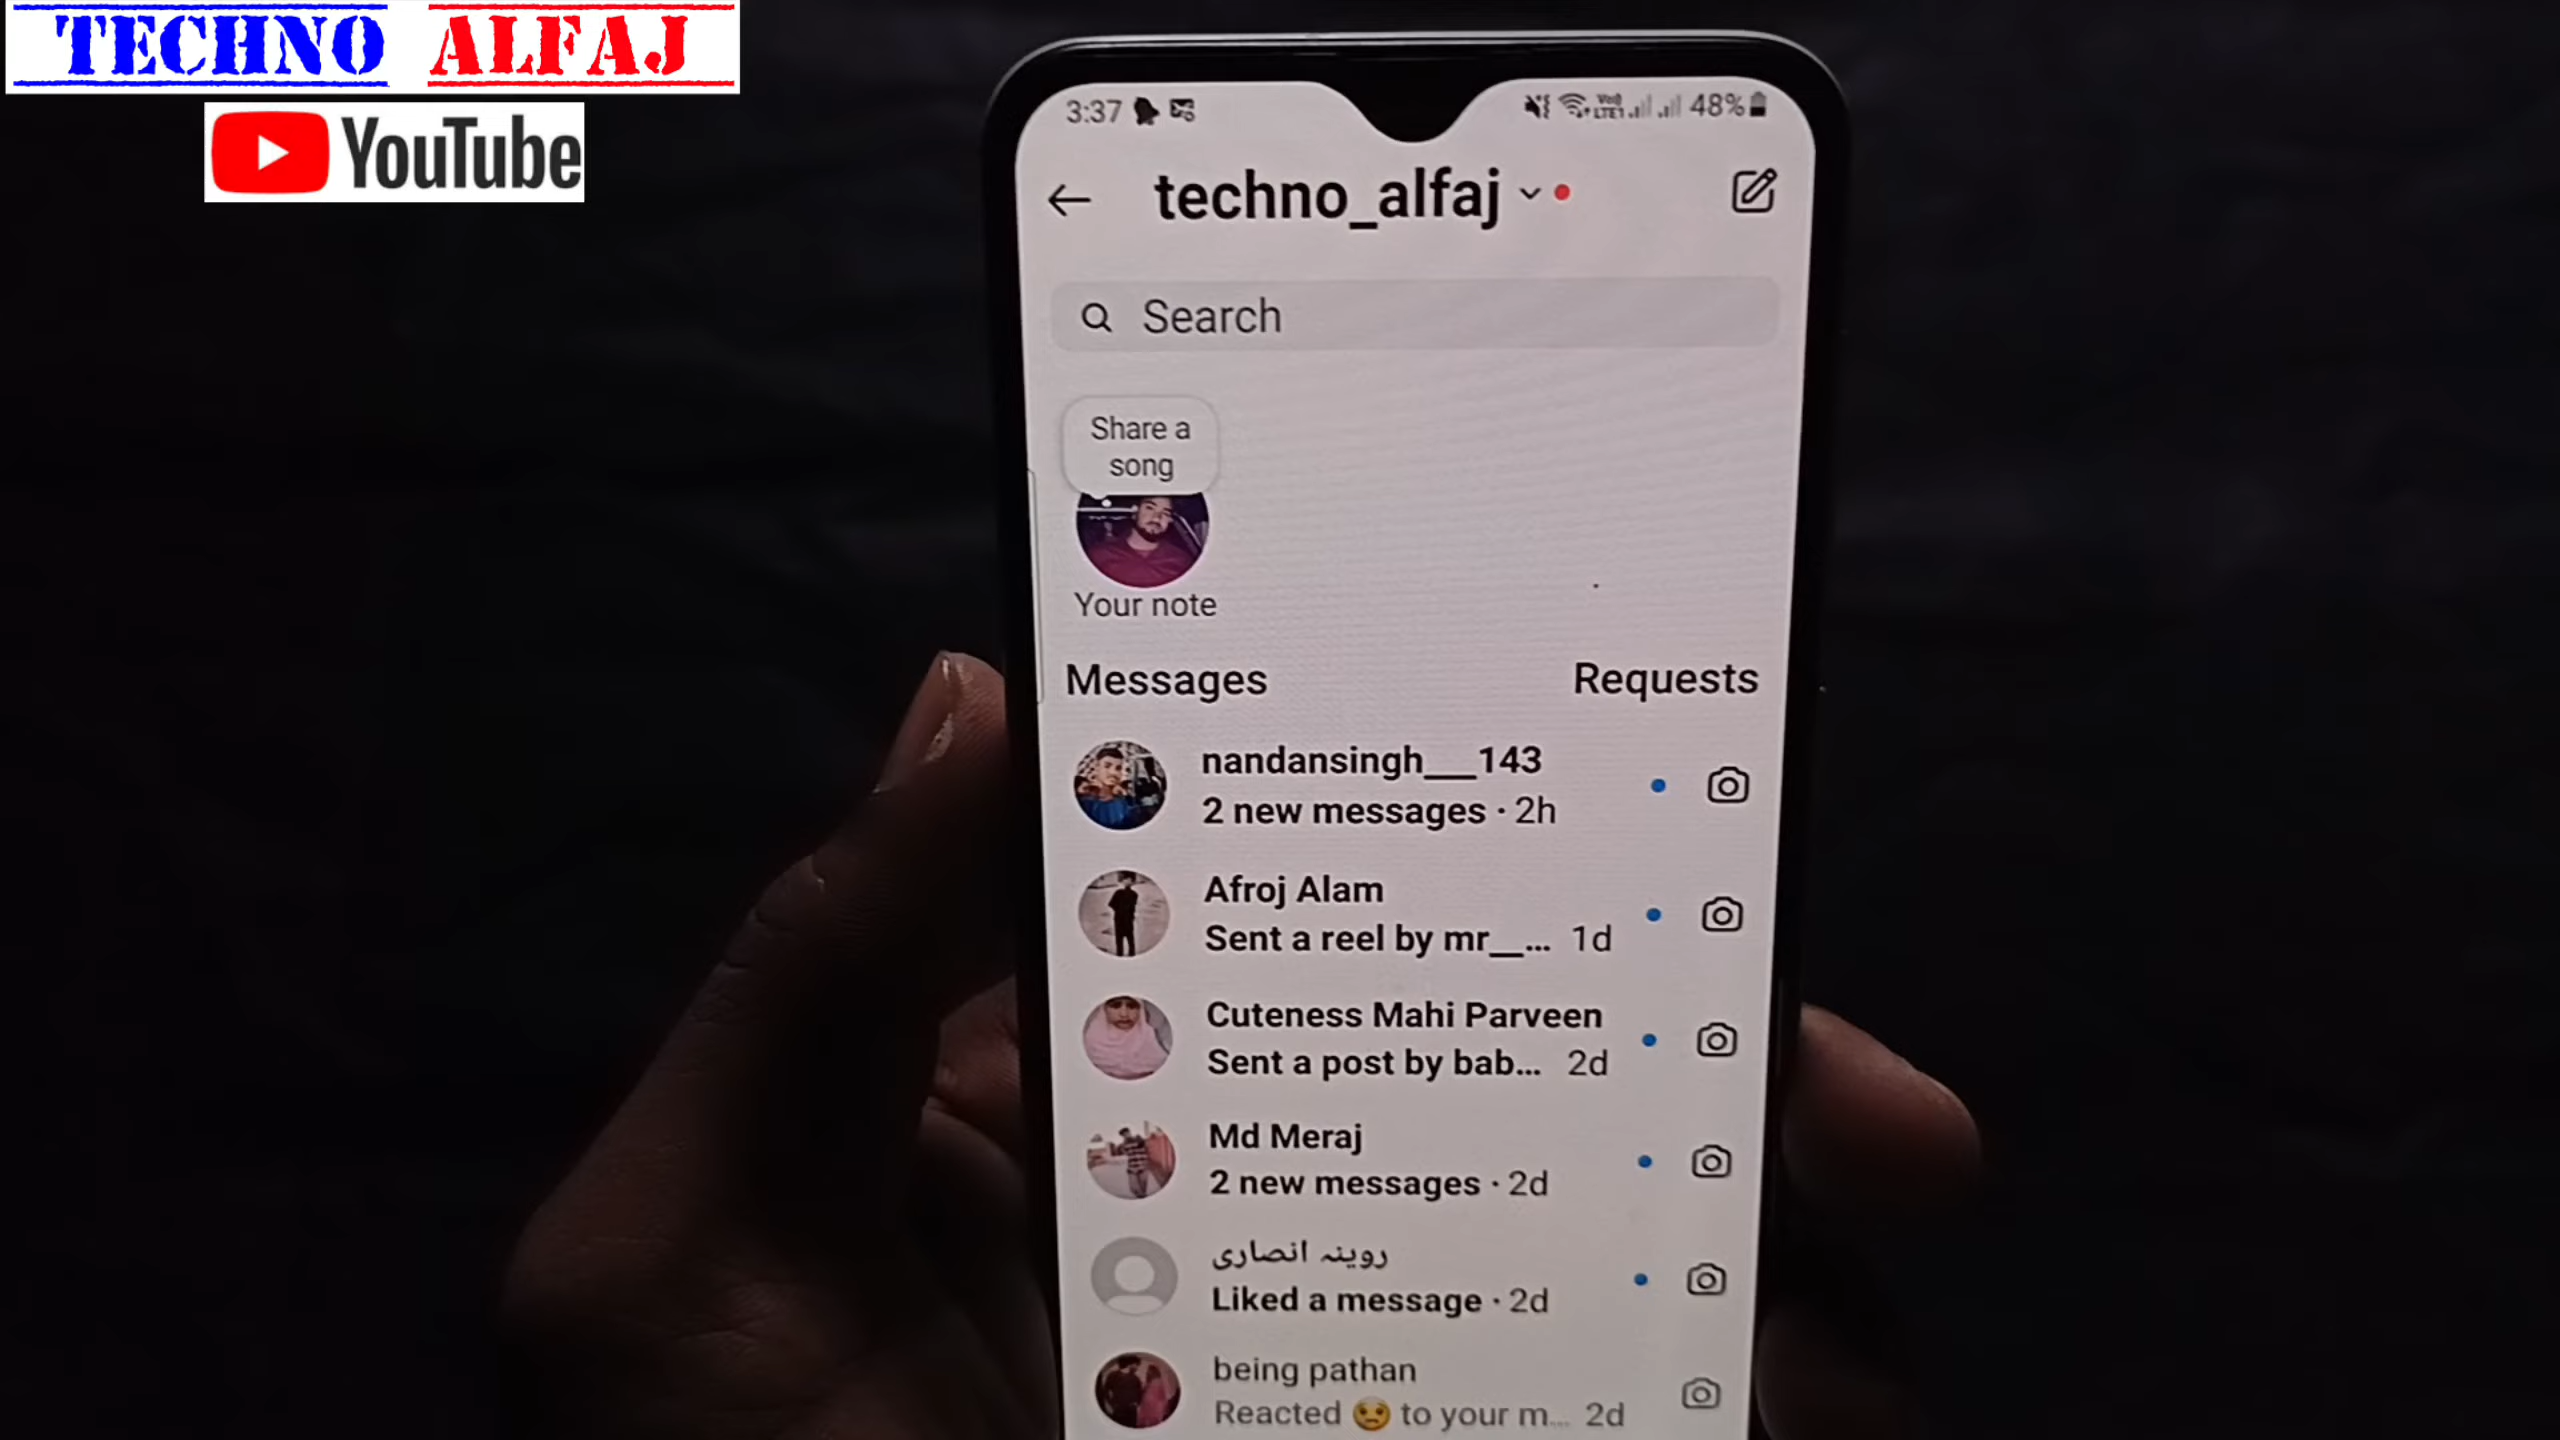 TECHNO ALFAJ
YouTube
3:37
48%
techno_alfaj
Search
Share a
song
Your note
Messages Requests
nandansingh___143
2 new messages · 2h
Afroj Alam
Sent a reel by mr__... 1d
Cuteness Mahi Parveen
Sent a post by bab... 2d
Md Meraj
2 new messages · 2d
روینہ انصاری
Liked a message · 2d
being pathan
Reacted 😢 to your m... 2d